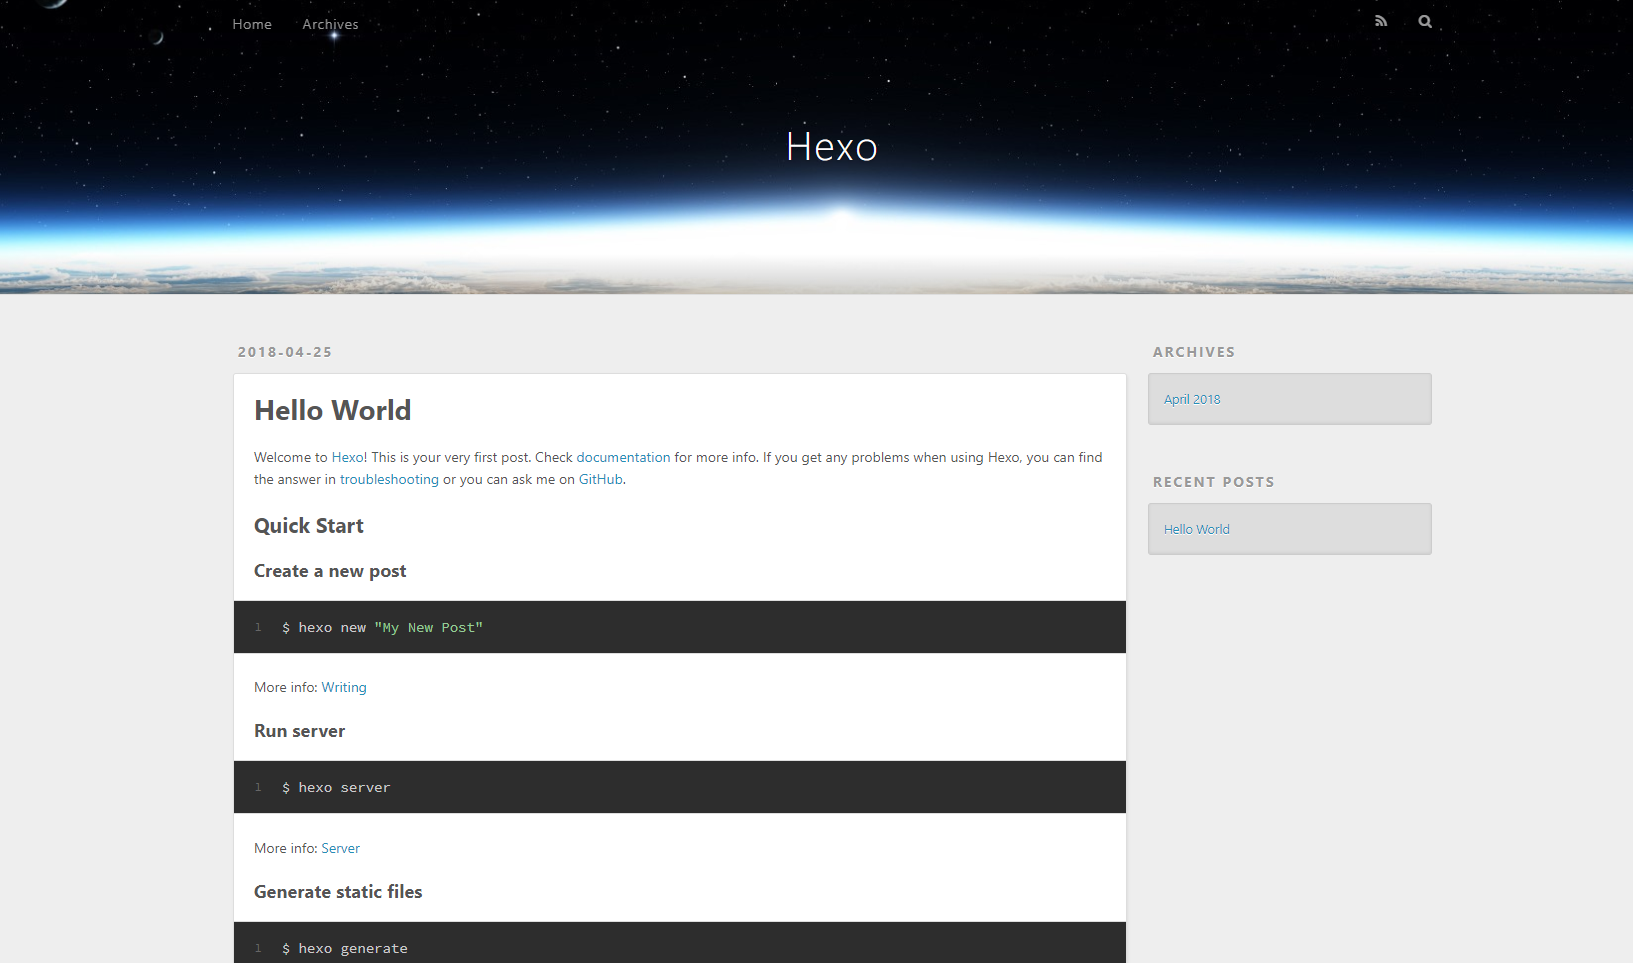 Home Archives
Hexo
2018-04-25
Hello World
Welcome to Hexo! This is your very first post. Check documentation for more info. If you get any problems when using Hexo, you can find
the answer in troubleshooting or you can ask me on GitHub.
Quick Start
Create a new post
1 $ hexo new "My New Post"
More info: Writing
Run server
1 $ hexo server
More info: Server
Generate static files
1 $ hexo generate
ARCHIVES
April 2018
RECENT POSTS
Hello World